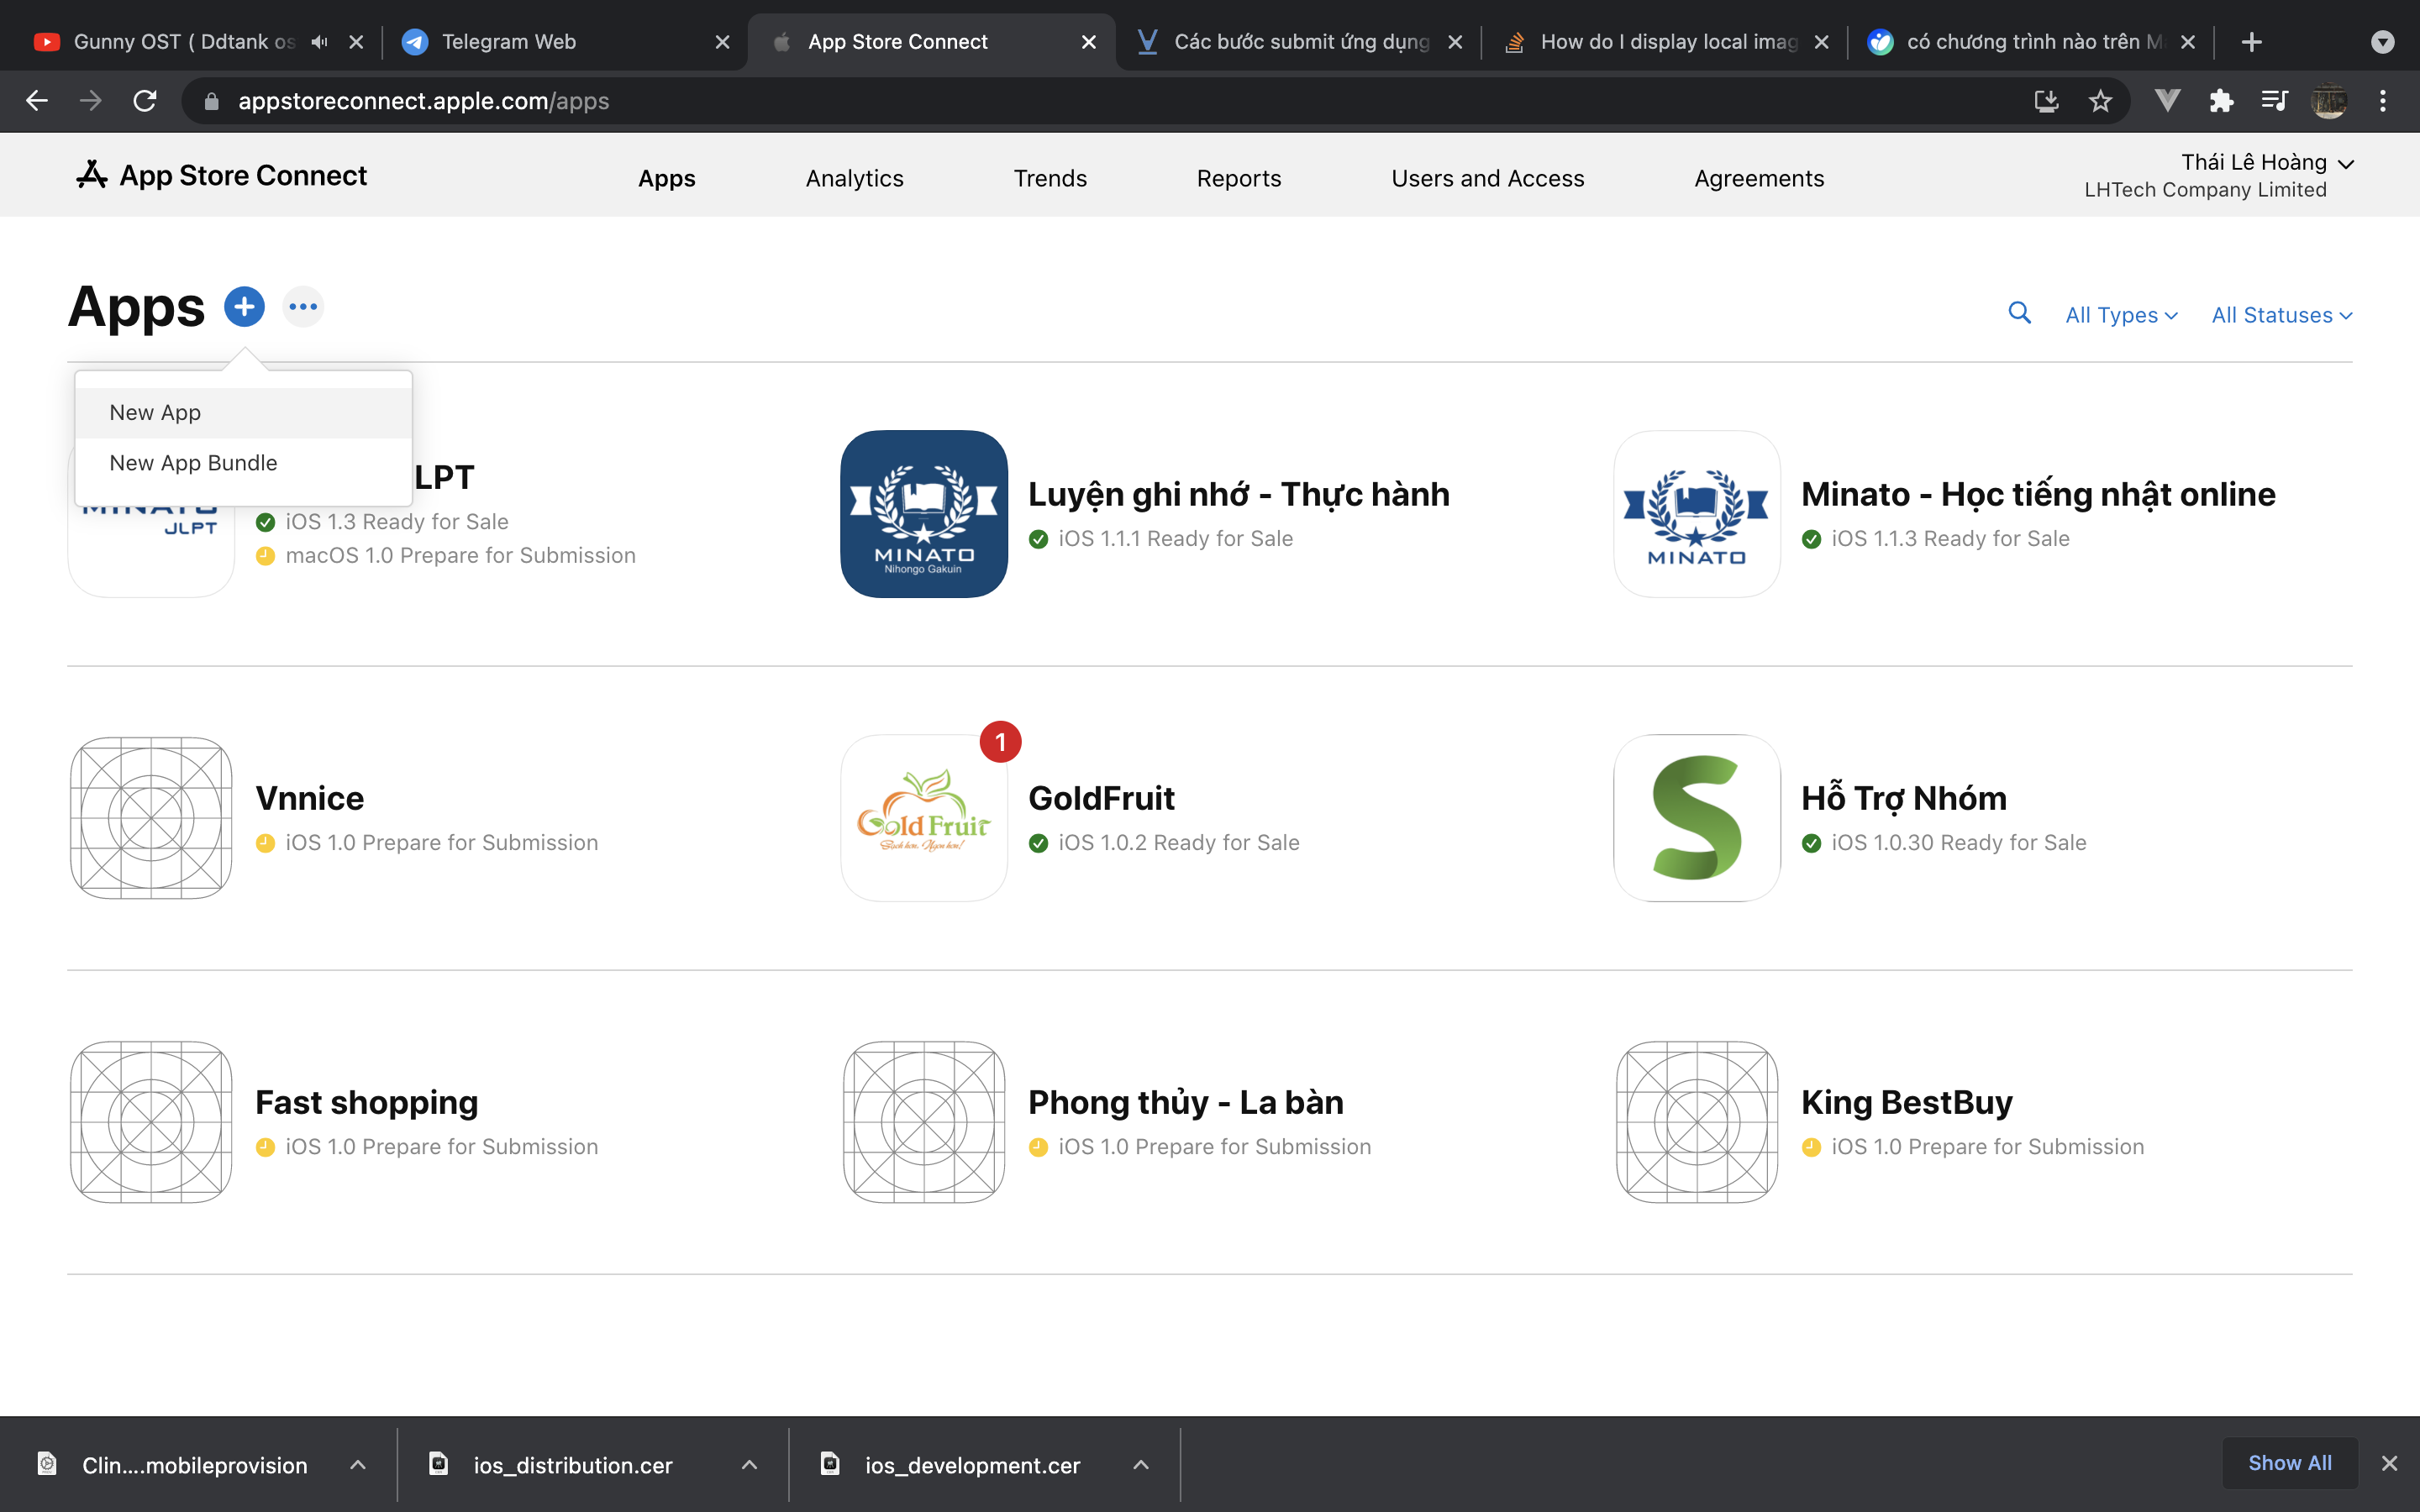 Gunny OST ( Ddtank os
Telegram Web
App Store Connect
Các bước submit ứng dụng
How do I display local imag
có chương trình nào trên M
appstoreconnect.apple.com/apps
App Store Connect
Apps
Analytics
Trends
Reports
Users and Access
Agreements
Thái Lê Hoàng
LHTech Company Limited
Apps
All Types
All Statuses
New App
New App Bundle
LPT
JLPT
iOS 1.3 Ready for Sale
macOS 1.0 Prepare for Submission
MINATO
Nihongo Gakuin
Luyện ghi nhớ - Thực hành
iOS 1.1.1 Ready for Sale
MINATO
Minato - Học tiếng nhật online
iOS 1.1.3 Ready for Sale
Vnnice
iOS 1.0 Prepare for Submission
1
Gold Fruit
Sạch hơn. Ngon hơn!
GoldFruit
iOS 1.0.2 Ready for Sale
Hỗ Trợ Nhóm
iOS 1.0.30 Ready for Sale
Fast shopping
iOS 1.0 Prepare for Submission
Phong thủy - La bàn
iOS 1.0 Prepare for Submission
King BestBuy
iOS 1.0 Prepare for Submission
Clin....mobileprovision
ios_distribution.cer
ios_development.cer
Show All